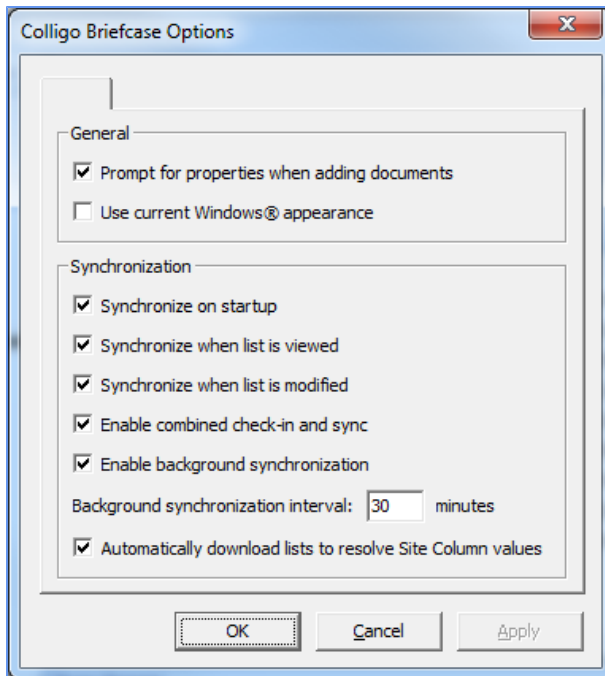 Colligo Briefcase Options
General
Prompt for properties when adding documents
Use current Windows® appearance
Synchronization
Synchronize on startup
Synchronize when list is viewed
Synchronize when list is modified
Enable combined check-in and sync
Enable background synchronization
Background synchronization interval: 30 minutes
Automatically download lists to resolve Site Column values
OK Cancel Apply